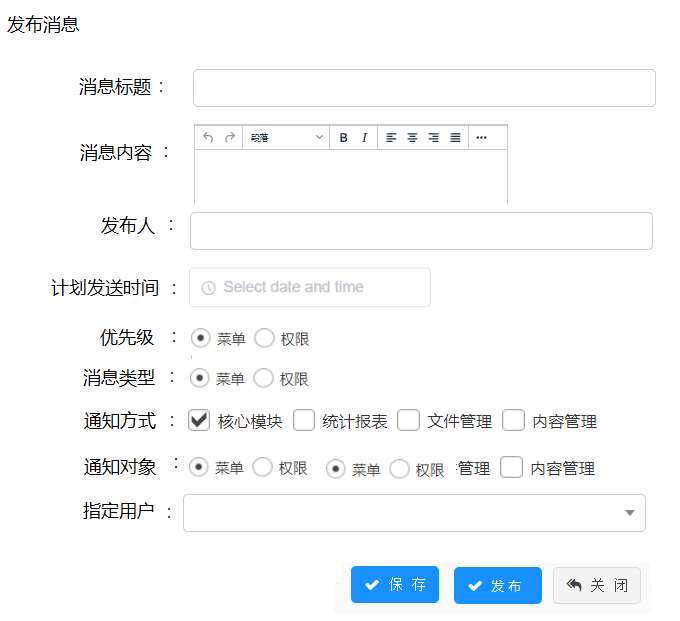 发布消息
消息标题：
消息内容 ： 段落 B I
发布人 ：
计划发送时间 ： Select date and time
优先级 ： 菜单 权限
消息类型 ： 菜单 权限
通知方式 ： 核心模块 统计报表 文件管理 内容管理
通知对象 ： 菜单 权限 菜单 权限 管理 内容管理
指定用户 ：
保 存 发布 关 闭